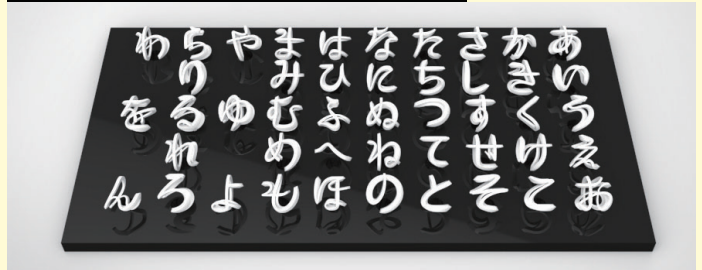 あいうえお
かきくけこ
さしすせそ
たちつてと
なにぬねの
はひふへほ
まみむめも
やゆよ
らりるれろ
わをん